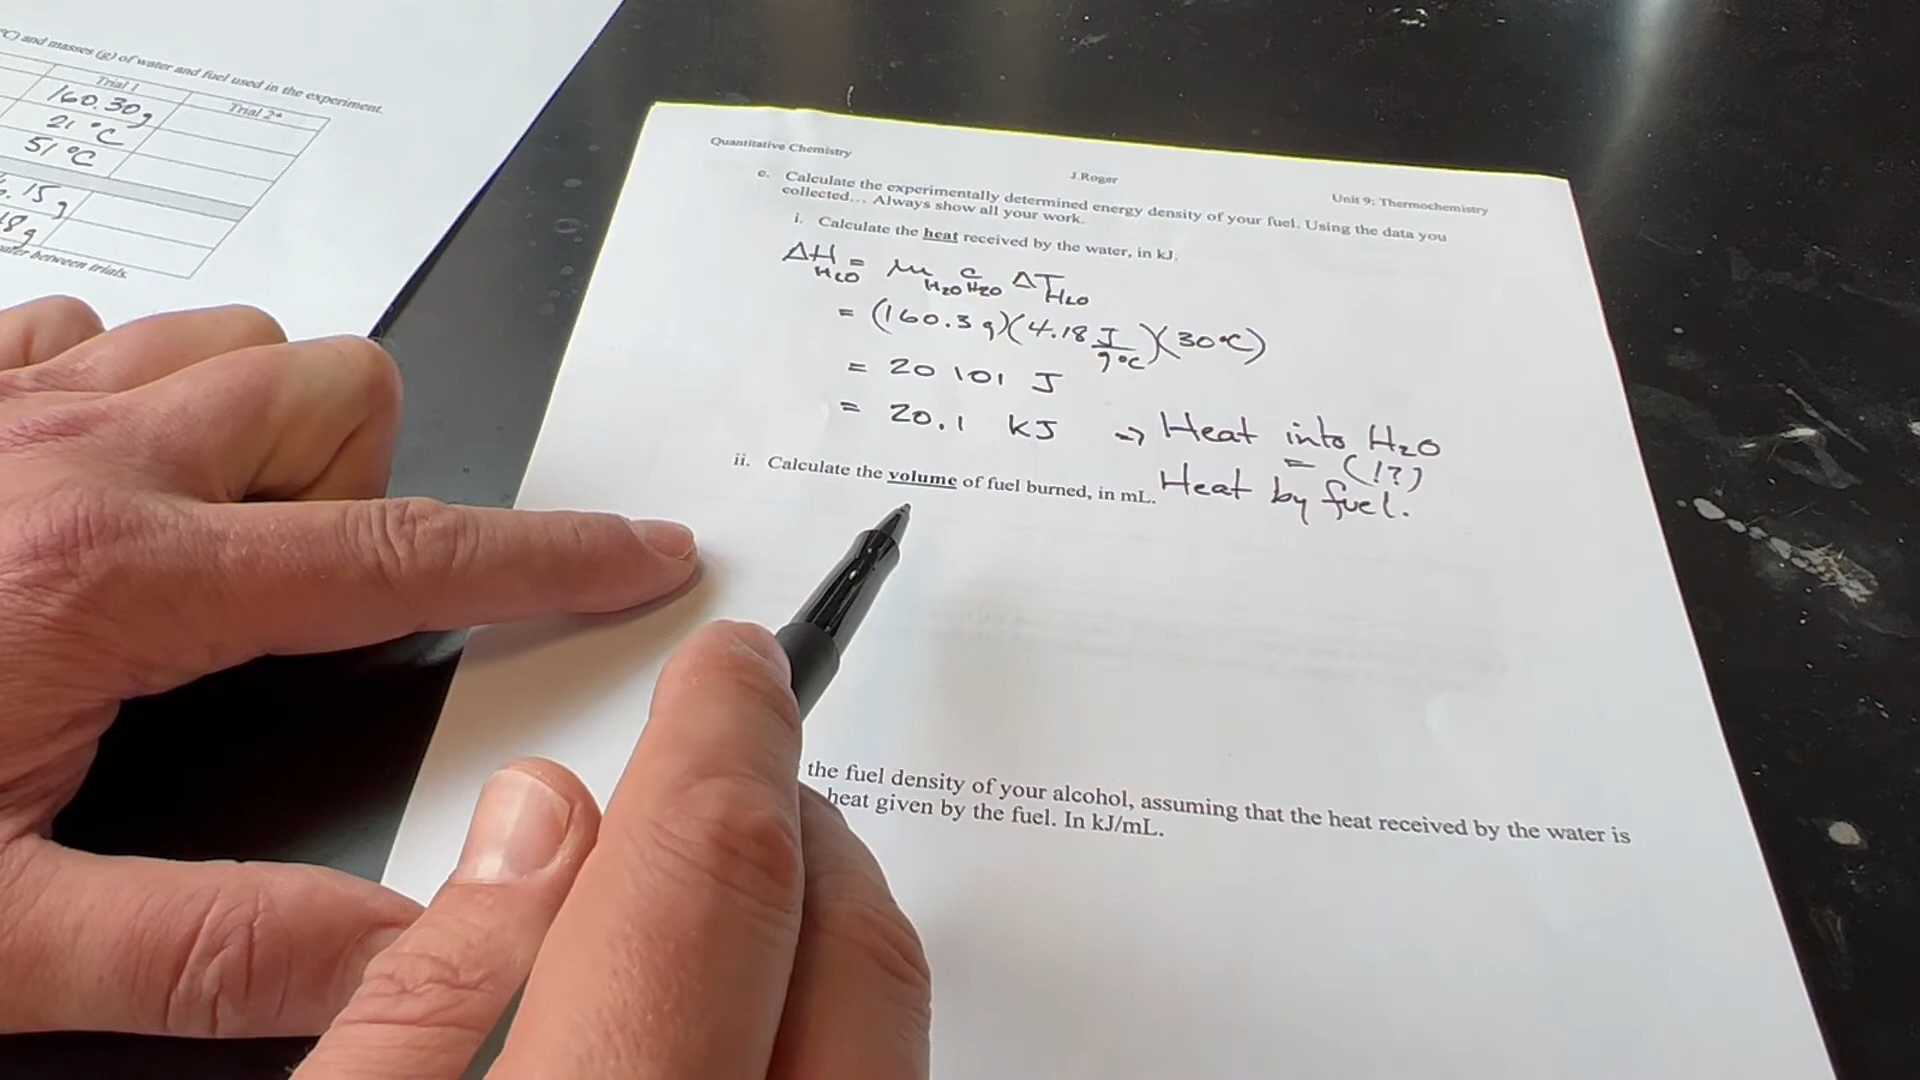 °C) and masses (g) of water and fuel used in the experiment.
Trial 1
Trial 2*
160.30g
21 °C
51 °C
.15g
18g
between trials.
Quantitative Chemistry
J.Roger
Unit 9: Thermochemistry
c. Calculate the experimentally determined energy density of your fuel. Using the data you
collected… Always show all your work.
i. Calculate the heat received by the water, in kJ.
ΔH H2O = m H2O c H2O ΔT H2O
= (160.3 g)(4.18 J/g°C)(30°C)
= 20 101 J
= 20.1 kJ → Heat into H2O
= (!?)
Heat by fuel.
ii. Calculate the volume of fuel burned, in mL.
the fuel density of your alcohol, assuming that the heat received by the water is
heat given by the fuel. In kJ/mL.